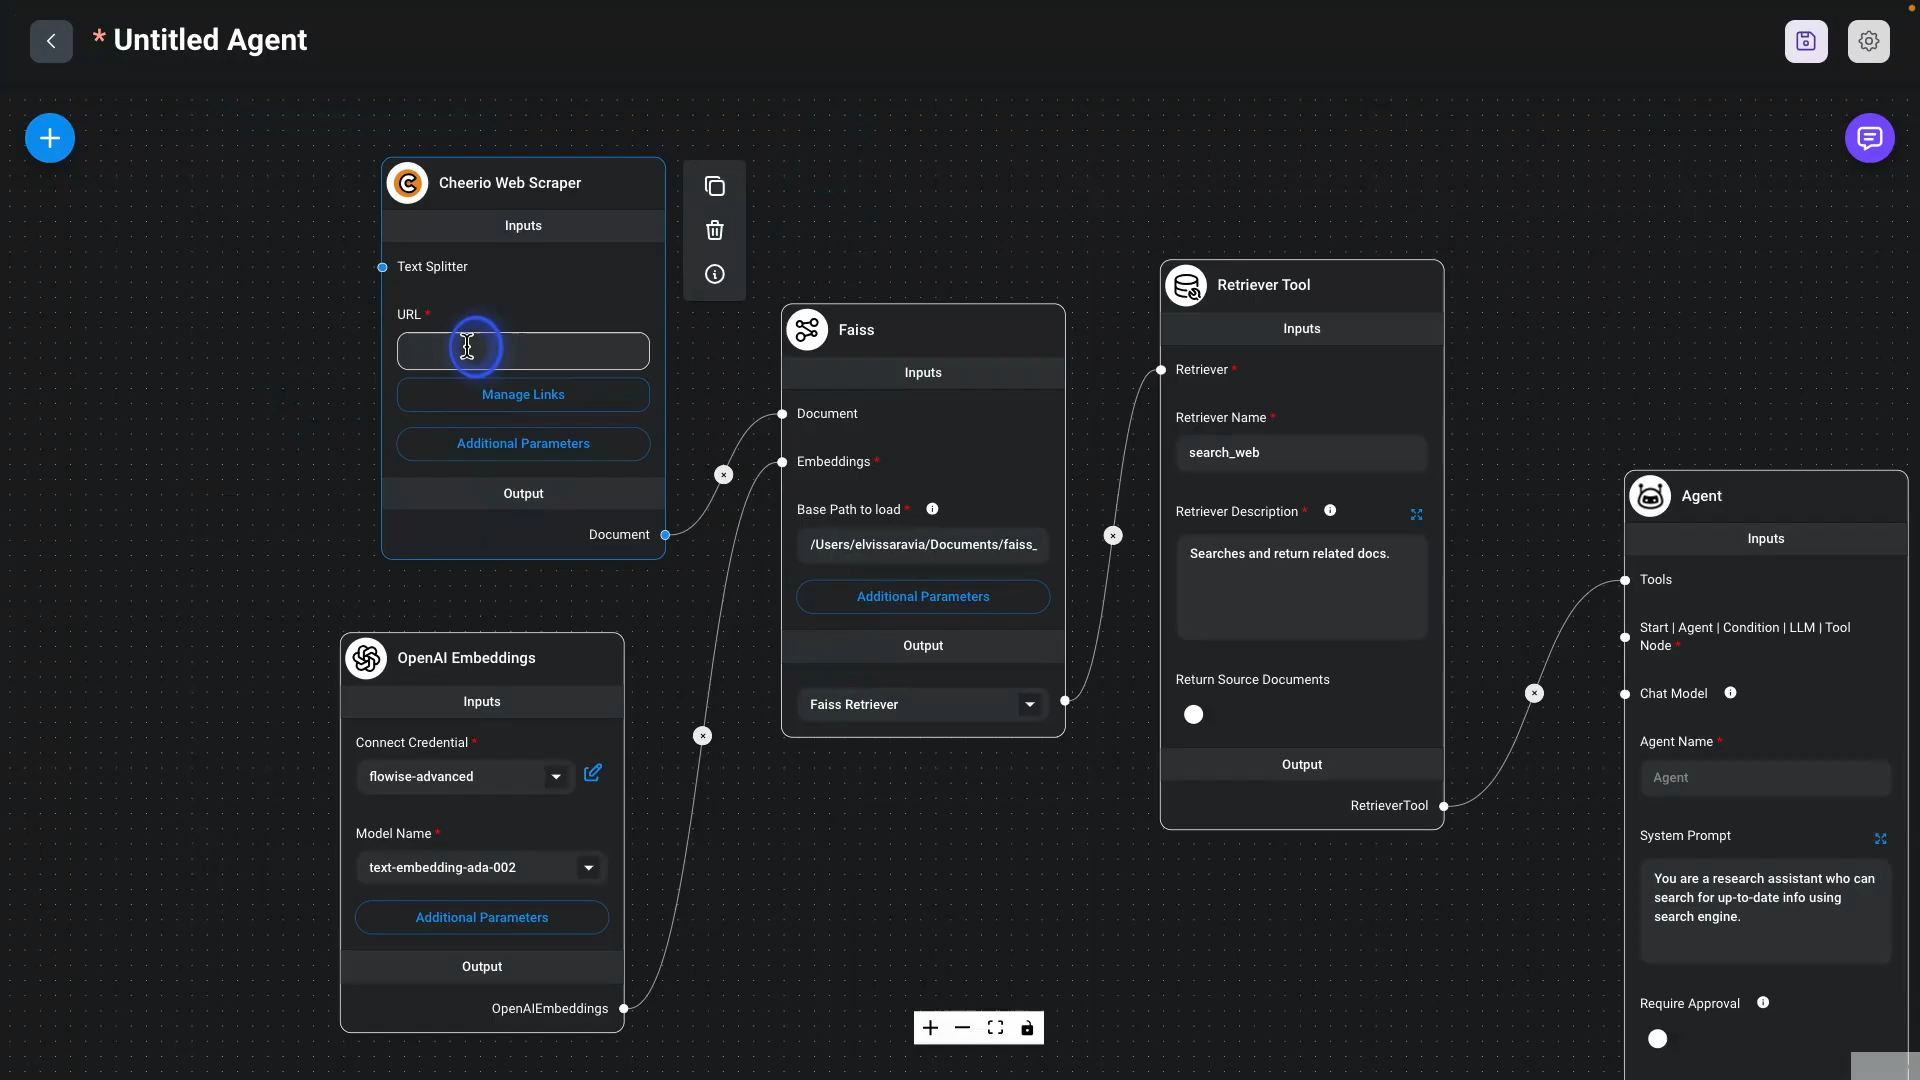 * Untitled Agent
Cheerio Web Scraper
Inputs
Text Splitter
URL *
Manage Links
Additional Parameters
Output
Document
OpenAI Embeddings
Inputs
Connect Credential *
flowise-advanced
Model Name *
text-embedding-ada-002
Additional Parameters
Output
OpenAIEmbeddings
Faiss
Inputs
Document
Embeddings *
Base Path to load *
/Users/elvissaravia/Documents/faiss_
Additional Parameters
Output
Faiss Retriever
Retriever Tool
Inputs
Retriever *
Retriever Name *
search_web
Retriever Description *
Searches and return related docs.
Return Source Documents
Output
RetrieverTool
Agent
Inputs
Tools
Start | Agent | Condition | LLM | Tool
Node *
Chat Model
Agent Name *
Agent
System Prompt
You are a research assistant who can
search for up-to-date info using
search engine.
Require Approval